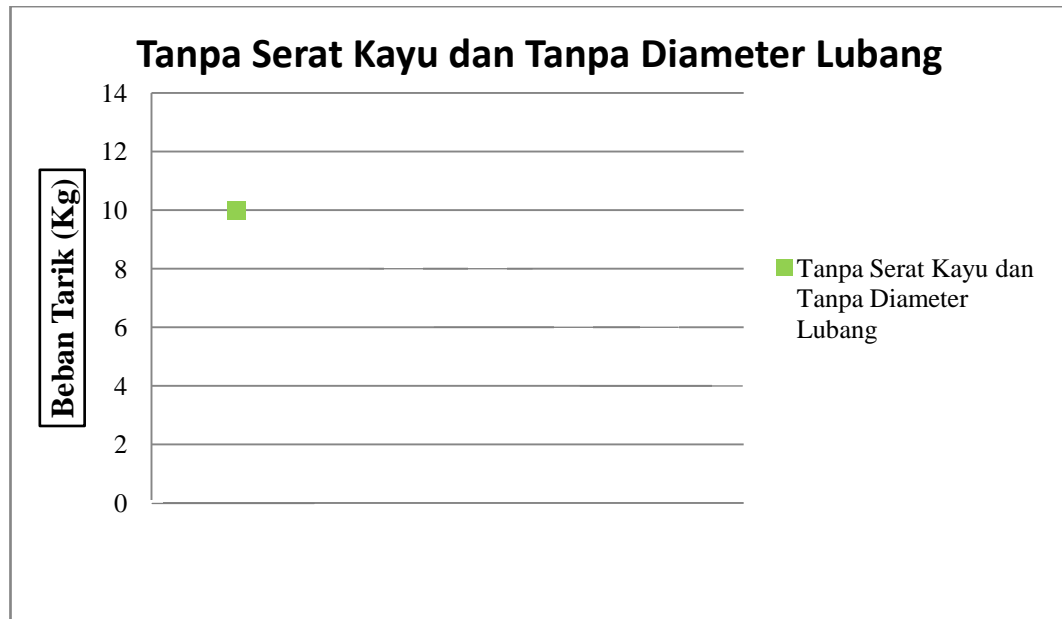 Tanpa Serat Kayu dan Tanpa Diameter Lubang
14
12
10
8
6
4
2
0
Beban Tarik (Kg)
Tanpa Serat Kayu dan
Tanpa Diameter
Lubang